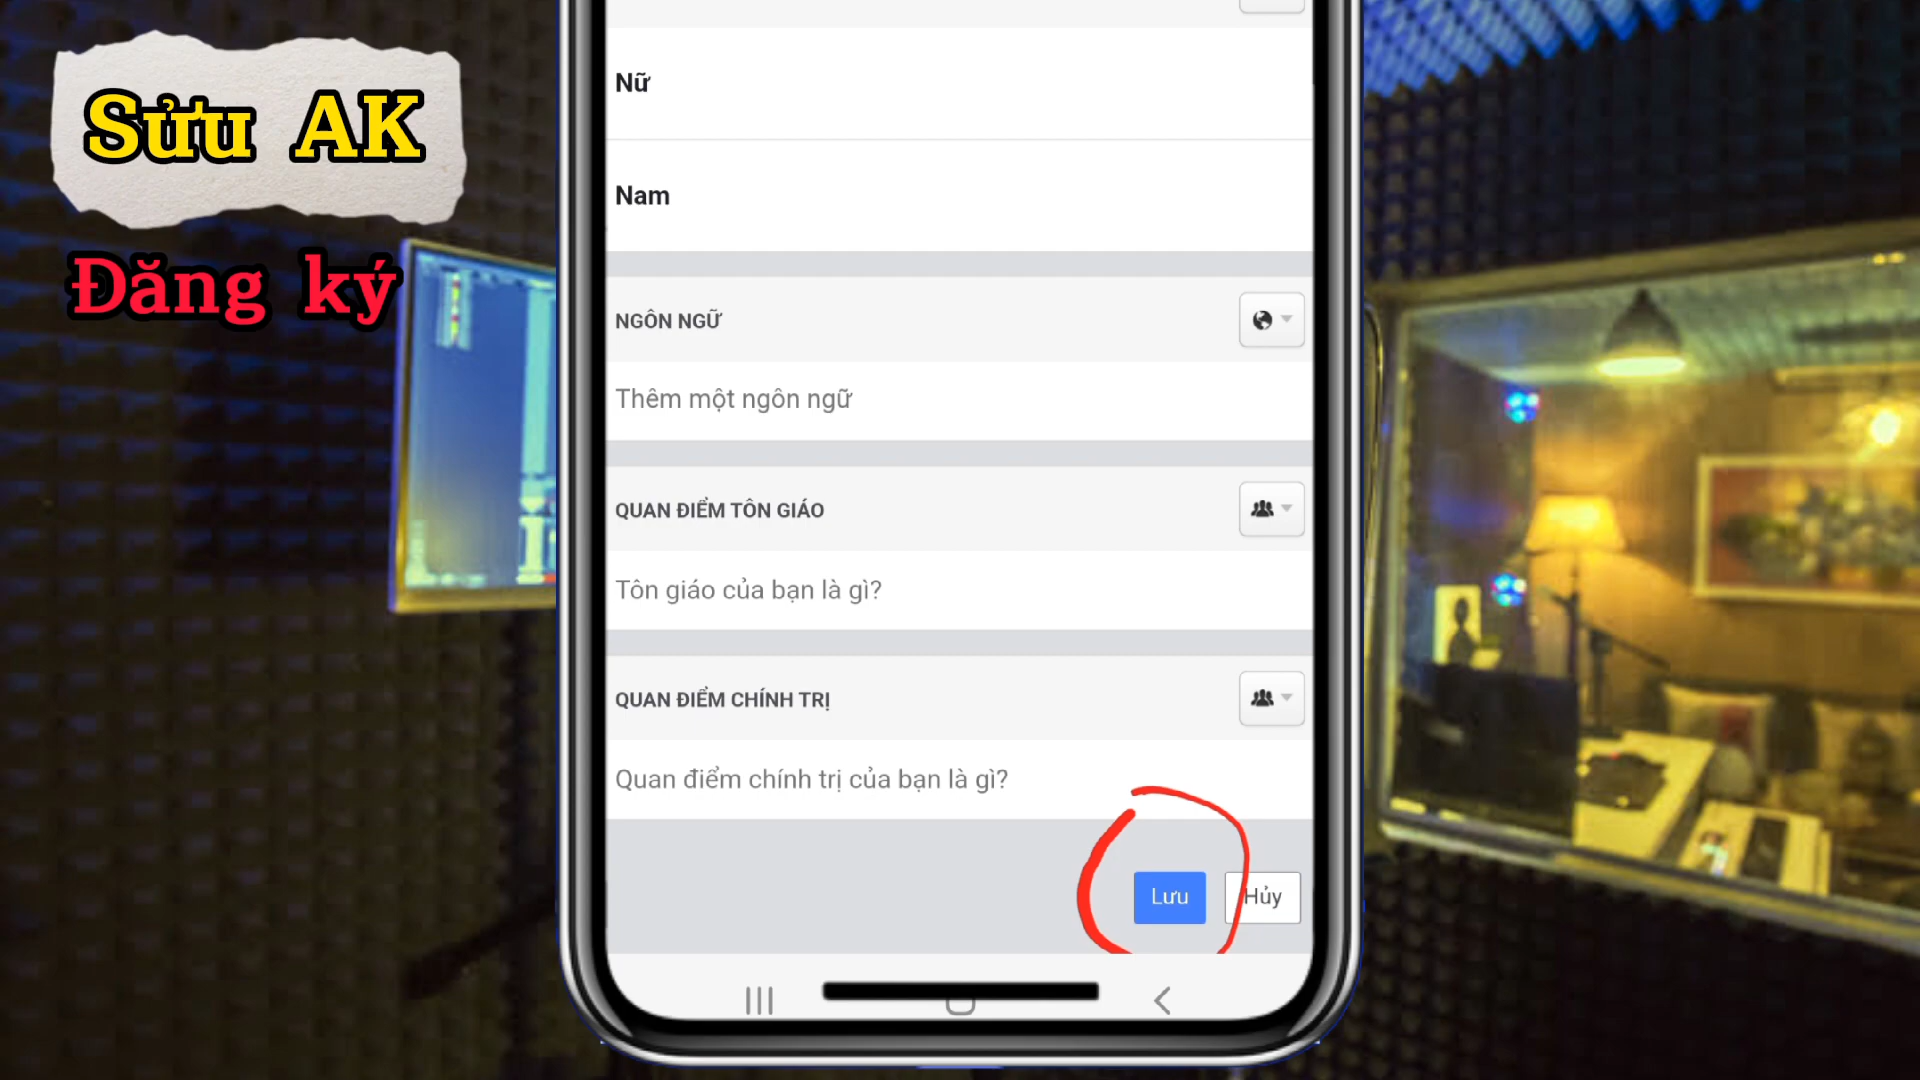 Sửu AK
Đăng ký
Nữ
Nam
NGÔN NGỮ
Thêm một ngôn ngữ
QUAN ĐIỂM TÔN GIÁO
Tôn giáo của bạn là gì?
QUAN ĐIỂM CHÍNH TRỊ
Quan điểm chính trị của bạn là gì?
Lưu
Hủy